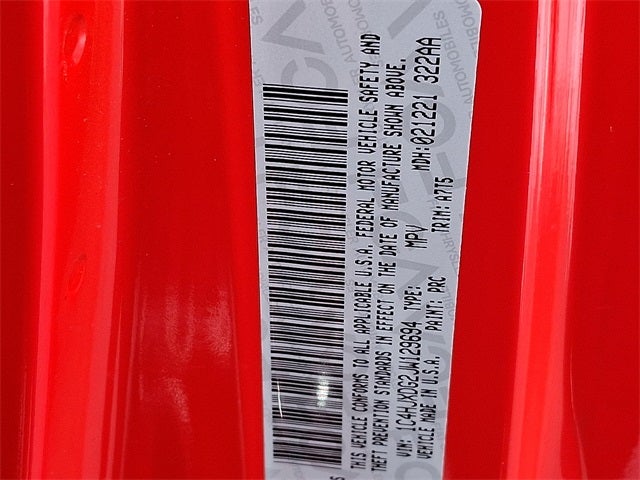 THIS VEHICLE CONFORMS TO ALL APPLICABLE U.S.A. FEDERAL MOTOR VEHICLE SAFETY AND
THEFT PREVENTION STANDARDS IN EFFECT ON THE DATE OF MANUFACTURE SHOWN ABOVE.
VIN: 1C4HJXDG2JW129694 TYPE: MPV MDH:021221 322AA
VEHICLE MADE IN U.S.A. PAINT: PRC TRIM: A7T5